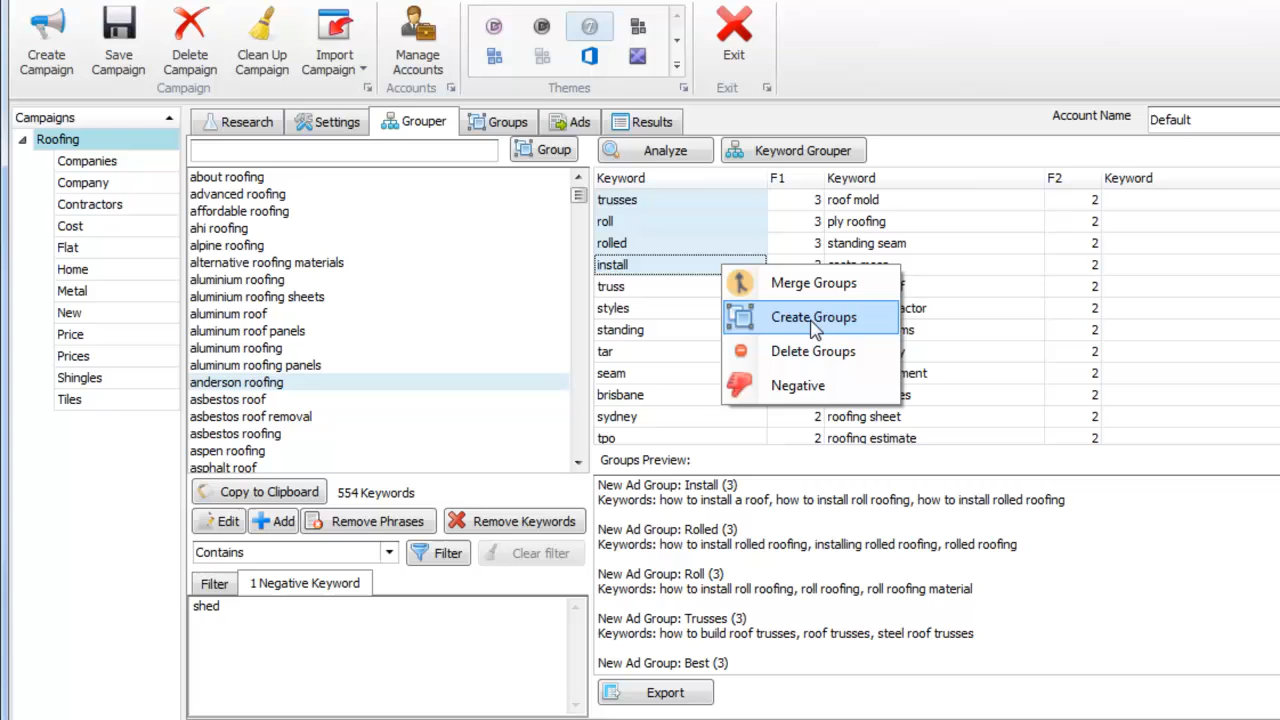 Create Campaign
Save Campaign
Delete Campaign
Clean Up Campaign
Import Campaign
Manage Accounts
Exit
Campaign
Accounts
Themes
Exit
Campaigns
Roofing
Companies
Company
Contractors
Cost
Flat
Home
Metal
New
Price
Prices
Shingles
Tiles
Research
Settings
Grouper
Groups
Ads
Results
Account Name
Default
Group
Analyze
Keyword Grouper
about roofing
advanced roofing
affordable roofing
ahi roofing
alpine roofing
alternative roofing materials
aluminium roofing
aluminium roofing sheets
aluminum roof
aluminum roof panels
aluminum roofing
aluminum roofing panels
anderson roofing
asbestos roof
asbestos roof removal
asbestos roofing
aspen roofing
asphalt roof
Copy to Clipboard
554 Keywords
Edit
Add
Remove Phrases
Remove Keywords
Contains
Filter
Clear filter
Filter
1 Negative Keyword
shed
Keyword F1 Keyword F2 Keyword
trusses 3 roof mold 2
roll 3 ply roofing 2
rolled 3 standing seam 2
install
truss
styles
standing
tar
seam
brisbane 2
sydney 2 roofing sheet 2
tpo 2 roofing estimate 2
Merge Groups
Create Groups
Delete Groups
Negative
Groups Preview:
New Ad Group: Install (3)
Keywords: how to install a roof, how to install roll roofing, how to install rolled roofing
New Ad Group: Rolled (3)
Keywords: how to install rolled roofing, installing rolled roofing, rolled roofing
New Ad Group: Roll (3)
Keywords: how to install roll roofing, roll roofing, roll roofing material
New Ad Group: Trusses (3)
Keywords: how to build roof trusses, roof trusses, steel roof trusses
New Ad Group: Best (3)
Export